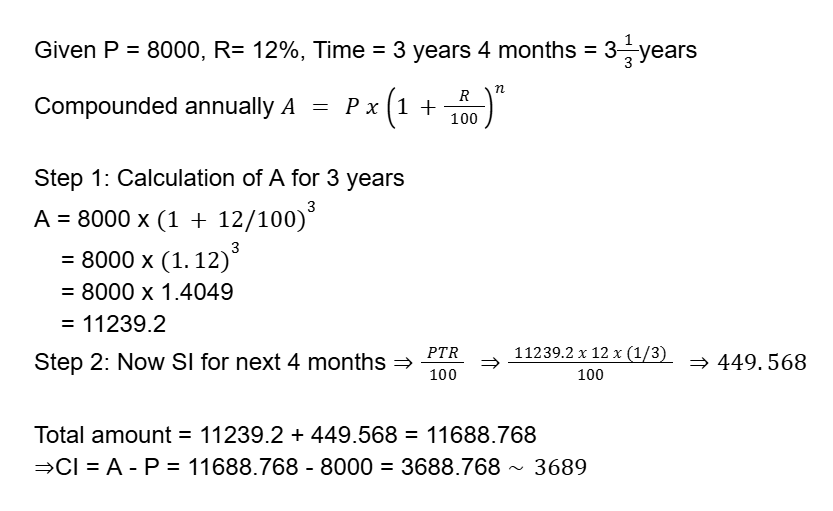 Given P = 8000, R= 12%, Time = 3 years 4 months = 3 1/3 years
Compounded annually A = P x (1 + R/100)^n
Step 1: Calculation of A for 3 years
A = 8000 x (1 + 12/100)^3
= 8000 x (1.12)^3
= 8000 x 1.4049
= 11239.2
Step 2: Now SI for next 4 months ⇒ PTR/100 ⇒ 11239.2 x 12 x (1/3)/100 ⇒ 449.568
Total amount = 11239.2 + 449.568 = 11688.768
⇒CI = A - P = 11688.768 - 8000 = 3688.768 ~ 3689